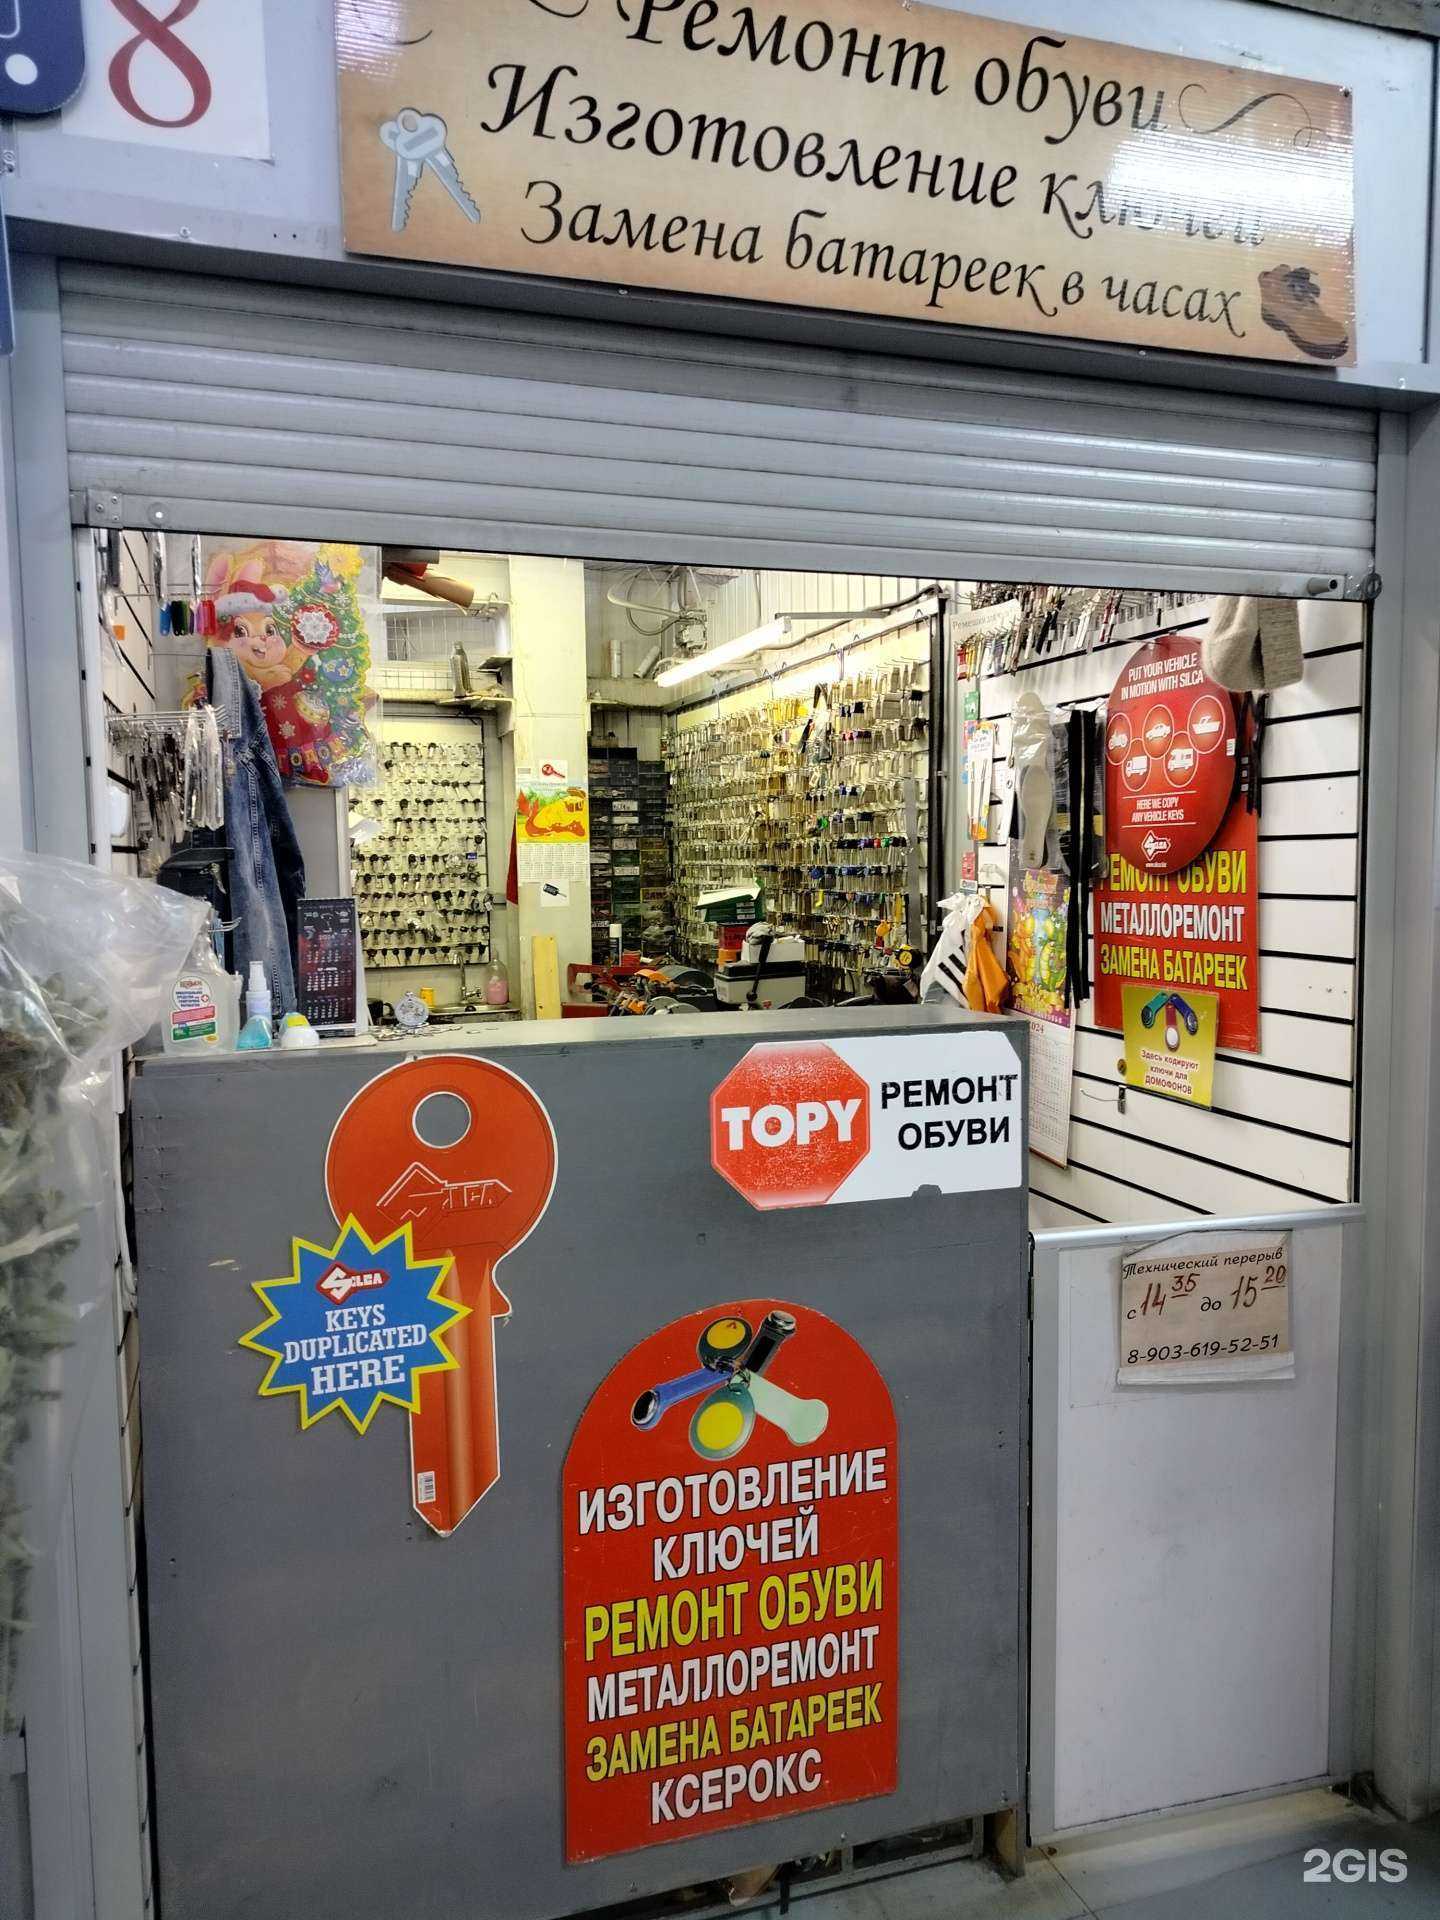 8
Ремонт обуви
Изготовление ключей
Замена батареек в часах
PUT YOUR VEHICLE
IN MOTION WITH SILCA
HERE WE COPY
ANY VEHICLE KEYS
SILCA
РЕМОНТ ОБУВИ
МЕТАЛЛОРЕМОНТ
ЗАМЕНА БАТАРЕЕК
Здесь кодируют
ключи для
ДОМОФОНОВ
2024
TOPY
РЕМОНТ
ОБУВИ
SILCA
SILCA
KEYS
DUPLICATED
HERE
Технический перерыв
с 14 35 до 15 20
8-903-619-52-51
ИЗГОТОВЛЕНИЕ
КЛЮЧЕЙ
РЕМОНТ ОБУВИ
МЕТАЛЛОРЕМОНТ
ЗАМЕНА БАТАРЕЕК
КСЕРОКС
2GIS